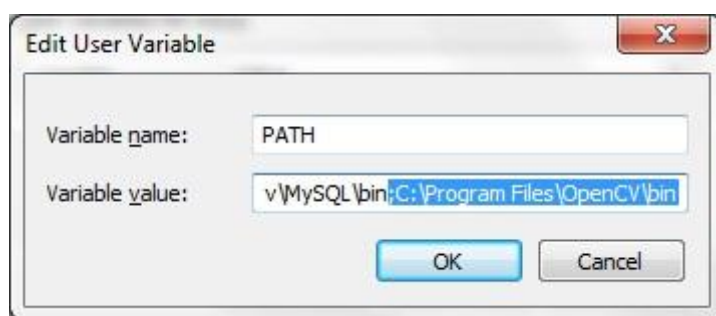 Edit User Variable
Variable name: PATH
Variable value: v\MySQL\bin;C:\Program Files\OpenCV\bin
OK Cancel